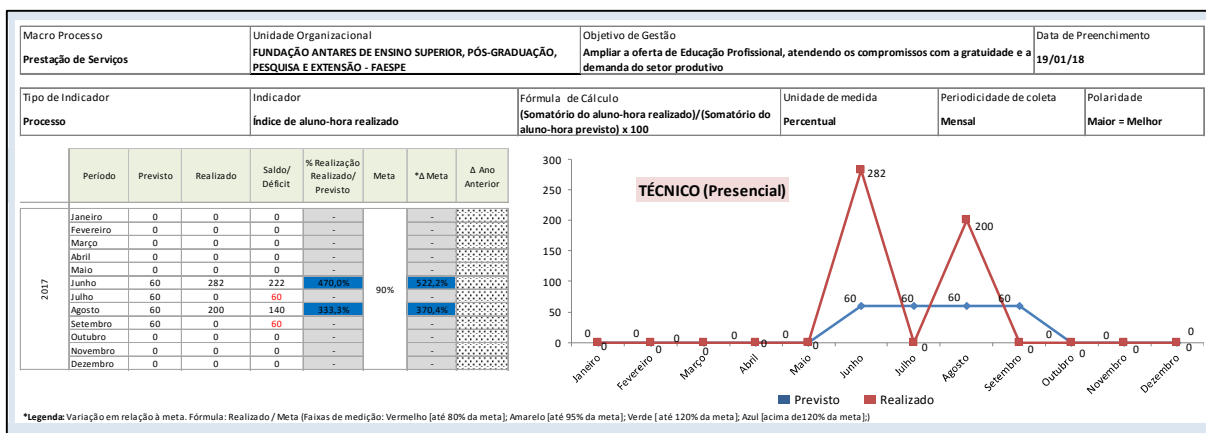 Macro Processo
Prestação de Serviços
Unidade Organizacional
FUNDAÇÃO ANTARES DE ENSINO SUPERIOR, PÓS-GRADUAÇÃO,
PESQUISA E EXTENSÃO - FAESPE
Objetivo de Gestão
Ampliar a oferta de Educação Profissional, atendendo os compromissos com a gratuidade e a
demanda do setor produtivo
Data de Preenchimento
19/01/18
Tipo de Indicador
Processo
Indicador
Índice de aluno-hora realizado
Fórmula de Cálculo
(Somatório do aluno-hora realizado)/(Somatório do
aluno-hora previsto) x 100
Unidade de medida
Percentual
Periodicidade de coleta
Mensal
Polaridade
Maior = Melhor
Período Previsto Realizado Saldo/ Déficit % Realização Realizado/ Previsto Meta *Δ Meta Δ Ano Anterior
2017
Janeiro 0 0 0 - -
Fevereiro 0 0 0 - -
Março 0 0 0 - -
Abril 0 0 0 - -
Maio 0 0 0 - -
Junho 60 282 222 470,0% 522,2%
90%
Julho 60 0 60 - -
Agosto 60 200 140 333,3% 370,4%
Setembro 60 0 60 - -
Outubro 0 0 0 - -
Novembro 0 0 0 - -
Dezembro 0 0 0 - -
TÉCNICO (Presencial)
300
250
200
150
100
50
0
282
200
60 60 60 60
0 0 0 0 0 0 0 0
0 0 0 0 0 0 0 0 0 0
Janeiro Fevereiro Março Abril Maio Junho Julho Agosto Setembro Outubro Novembro Dezembro
Previsto Realizado
*Legenda: Variação em relação à meta. Fórmula: Realizado / Meta (Faixas de medição: Vermelho [até 80% da meta]; Amarelo [até 95% da meta]; Verde [ até 120% da meta]; Azul [acima de120% da meta];)